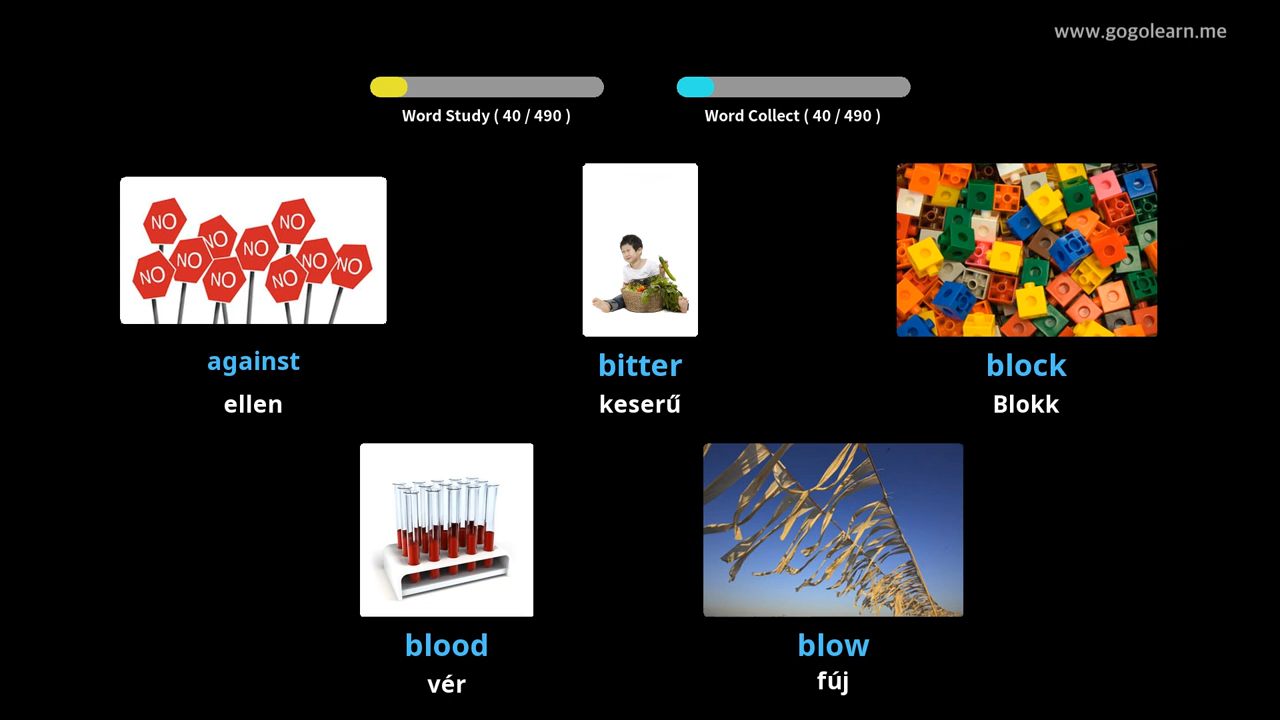 www.gogolearn.me
Word Study ( 40 / 490 )
Word Collect ( 40 / 490 )
NO
NO
NO
NO
NO
NO
NO
NO
NO
NO
against
ellen
bitter
keserű
block
Blokk
blood
vér
blow
fúj